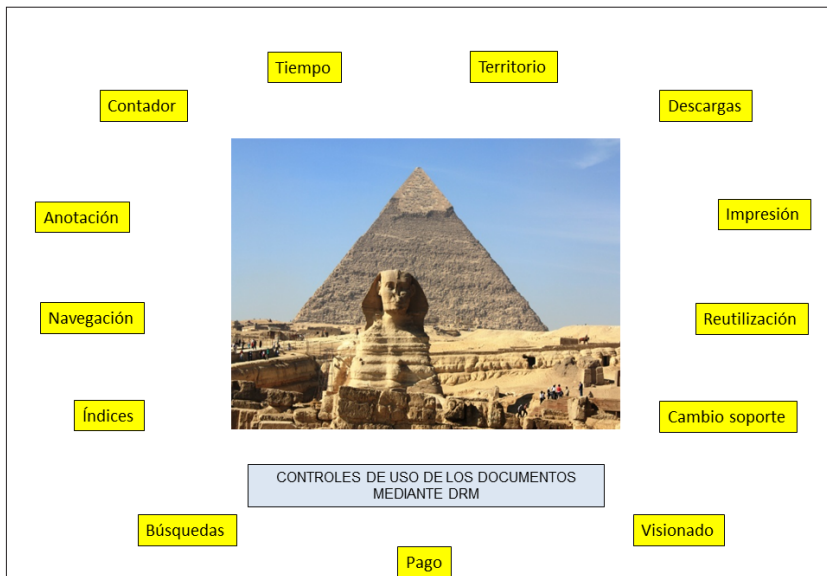 Tiempo
Territorio
Contador
Descargas
Anotación
Impresión
Navegación
Reutilización
Índices
Cambio soporte
CONTROLES DE USO DE LOS DOCUMENTOS
MEDIANTE DRM
Búsquedas
Visionado
Pago